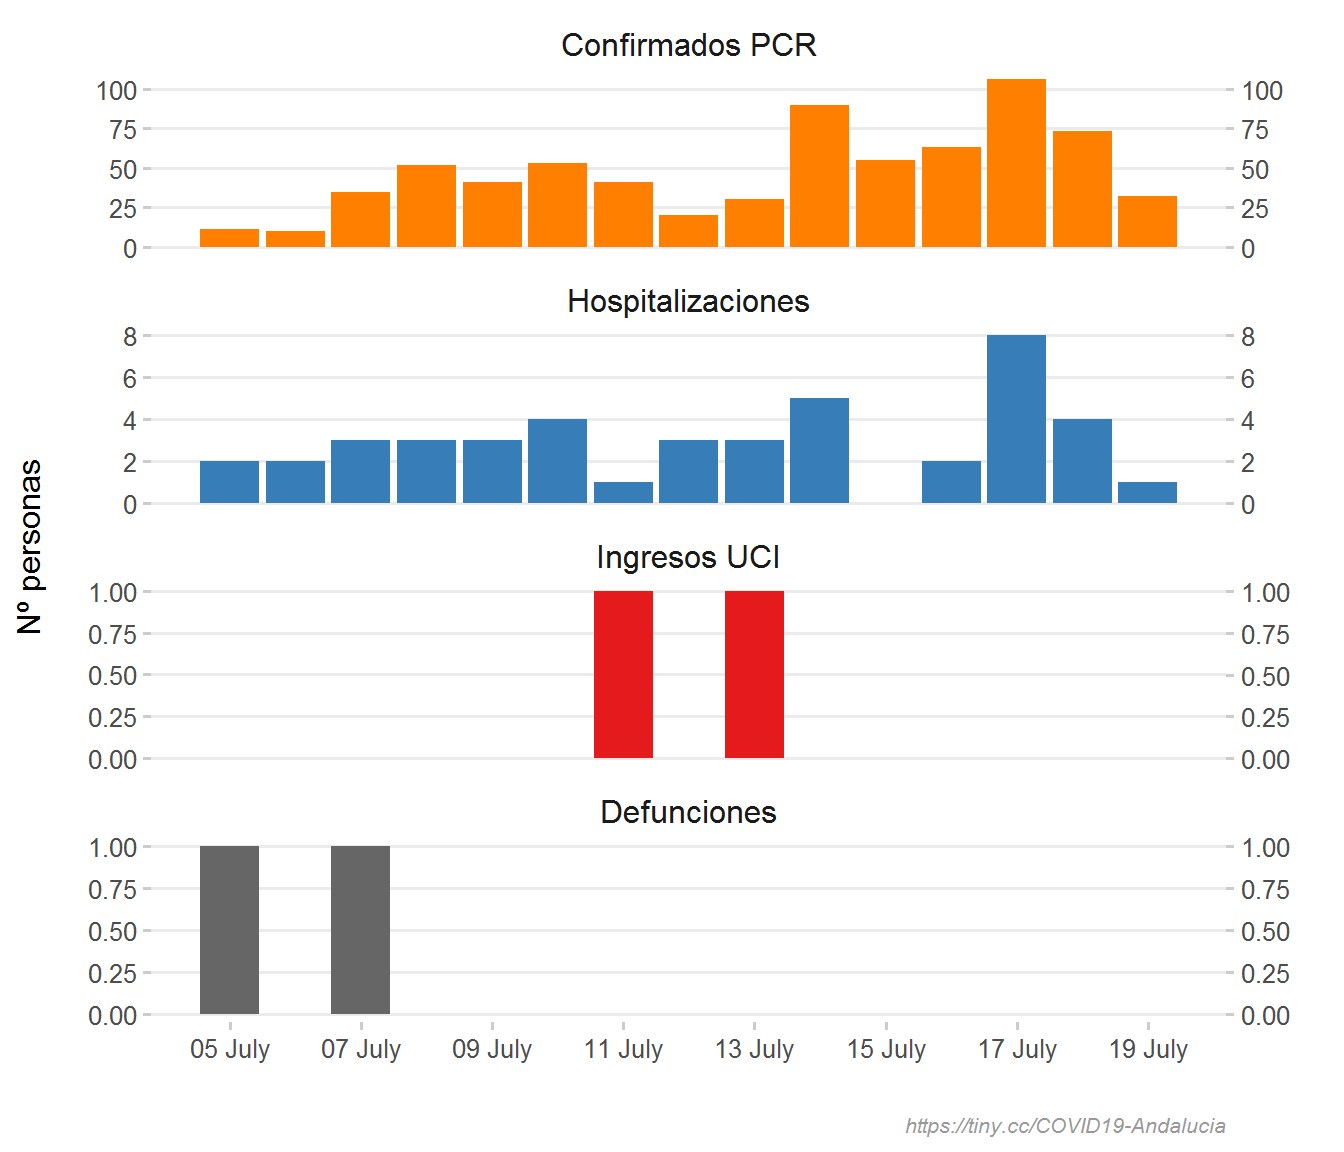 Confirmados PCR
100 100
75 75
50 50
25 25
0 0
Hospitalizaciones
8 8
6 6
4 4
2 2
0 0
Nº personas
Ingresos UCI
1.00 1.00
0.75 0.75
0.50 0.50
0.25 0.25
0.00 0.00
Defunciones
1.00 1.00
0.75 0.75
0.50 0.50
0.25 0.25
0.00 0.00
05 July 07 July 09 July 11 July 13 July 15 July 17 July 19 July
https://tiny.cc/COVID19-Andalucia